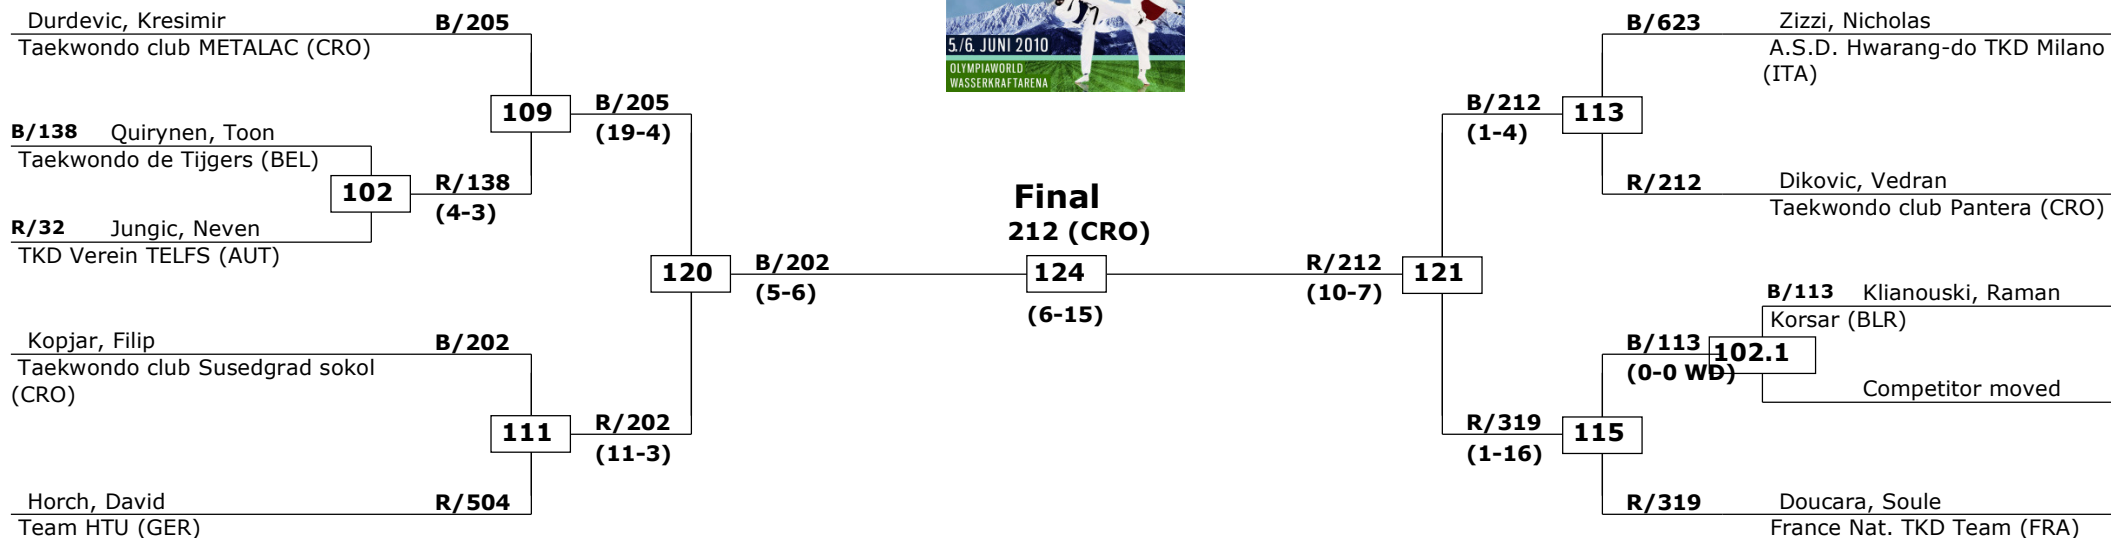 Durdevic, Kresimir
B/205
Taekwondo club METALAC (CRO)
B/138
Quirynen, Toon
Taekwondo de Tijgers (BEL)
R/32
Jungic, Neven
TKD Verein TELFS (AUT)
102
R/138
(4-3)
109
B/205
(19-4)
Kopjar, Filip
B/202
Taekwondo club Susedgrad sokol
(CRO)
Horch, David
R/504
Team HTU (GER)
111
R/202
(11-3)
120
B/202
(5-6)
5./6. JUNI 2010
OLYMPIAWORLD
WASSERKRAFTARENA
Final
212 (CRO)
124
(6-15)
R/212
(10-7)
121
B/212
(1-4)
113
B/623
Zizzi, Nicholas
A.S.D. Hwarang-do TKD Milano
(ITA)
R/212
Dikovic, Vedran
Taekwondo club Pantera (CRO)
B/113
Klianouski, Raman
Korsar (BLR)
B/113
(0-0 WD)
102.1
Competitor moved
R/319
(1-16)
115
R/319
Doucara, Soule
France Nat. TKD Team (FRA)